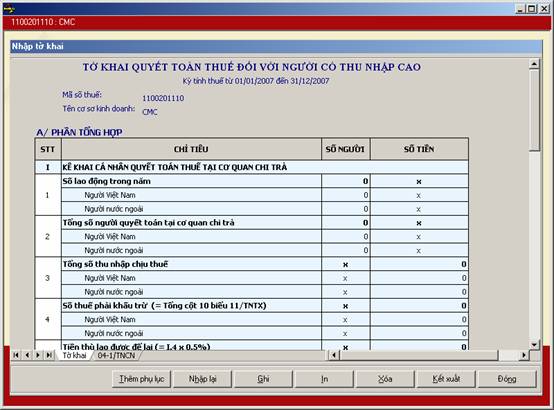 1100201110 : CMC
Nhập tờ khai
TỜ KHAI QUYẾT TOÁN THUẾ ĐỐI VỚI NGƯỜI CÓ THU NHẬP CAO
Kỳ tính thuế từ 01/01/2007 đến 31/12/2007
Mã số thuế: 1100201110
Tên cơ sở kinh doanh: CMC
A/ PHẦN TỔNG HỢP
STT CHỈ TIÊU SỐ NGƯỜI SỐ TIỀN
I KÊ KHAI CÁ NHÂN QUYẾT TOÁN THUẾ TẠI CƠ QUAN CHI TRẢ
1 Số lao động trong năm 0 x
Người Việt Nam 0 x
Người nước ngoài 0 x
2 Tổng số người quyết toán tại cơ quan chi trả 0 x
Người Việt Nam 0 x
Người nước ngoài 0 x
3 Tổng số thu nhập chịu thuế x 0
Người Việt Nam x 0
Người nước ngoài x 0
4 Số thuế phải khấu trừ (= Tổng cột 10 biểu 11/TNTX) x 0
Người Việt Nam x 0
Người nước ngoài x 0
Tiền thù lao được để lại (= I.4 x 0.5%) x 0
Tờ khai 04-1/TNCN
Thêm phụ lục Nhập lại Ghi In Xóa Kết xuất Đóng